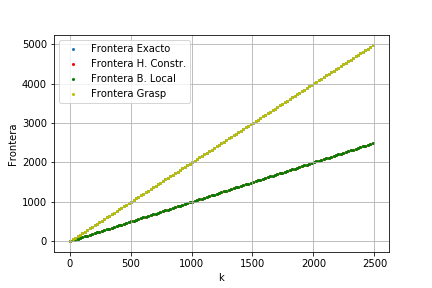 Frontera Exacto
Frontera H. Constr.
Frontera B. Local
Frontera Grasp
5000
4000
3000
2000
1000
0
Frontera
0 500 1000 1500 2000 2500
k